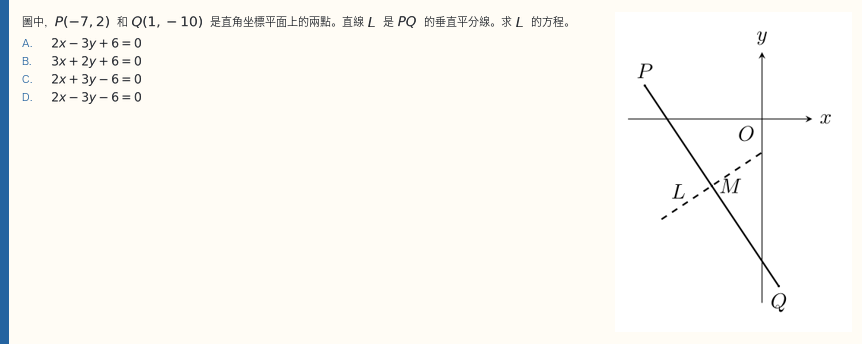 圖中，P(−7, 2) 和 Q(1, −10) 是直角坐標平面上的兩點。直線 L 是 PQ 的垂直平分線。求 L 的方程。
A. 2x − 3y + 6 = 0
B. 3x + 2y + 6 = 0
C. 2x + 3y − 6 = 0
D. 2x − 3y − 6 = 0
y
P
x
O
L M
Q